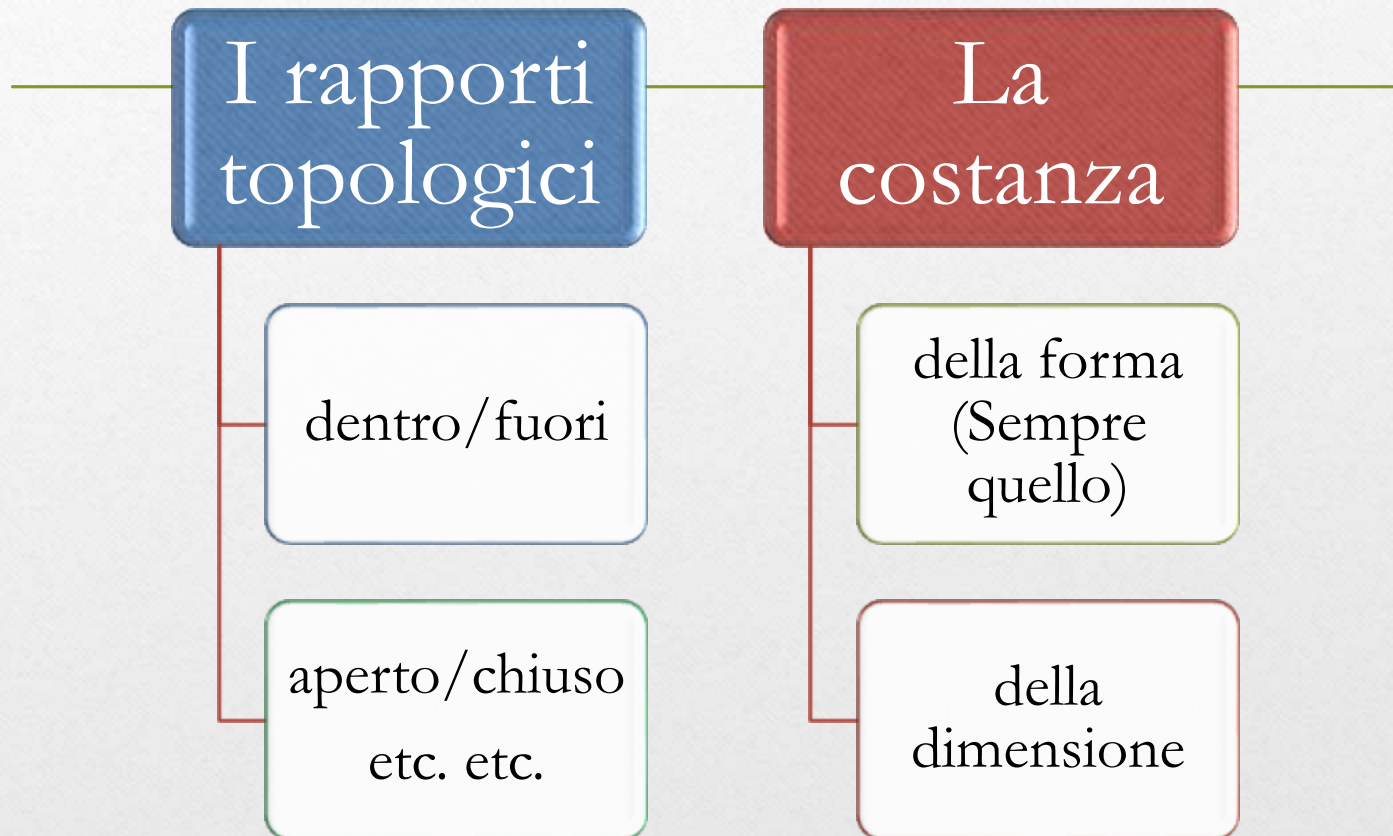 I rapporti
topologici
dentro/fuori
aperto/chiuso
etc. etc.
La
costanza
della forma
(Sempre
quello)
della
dimensione